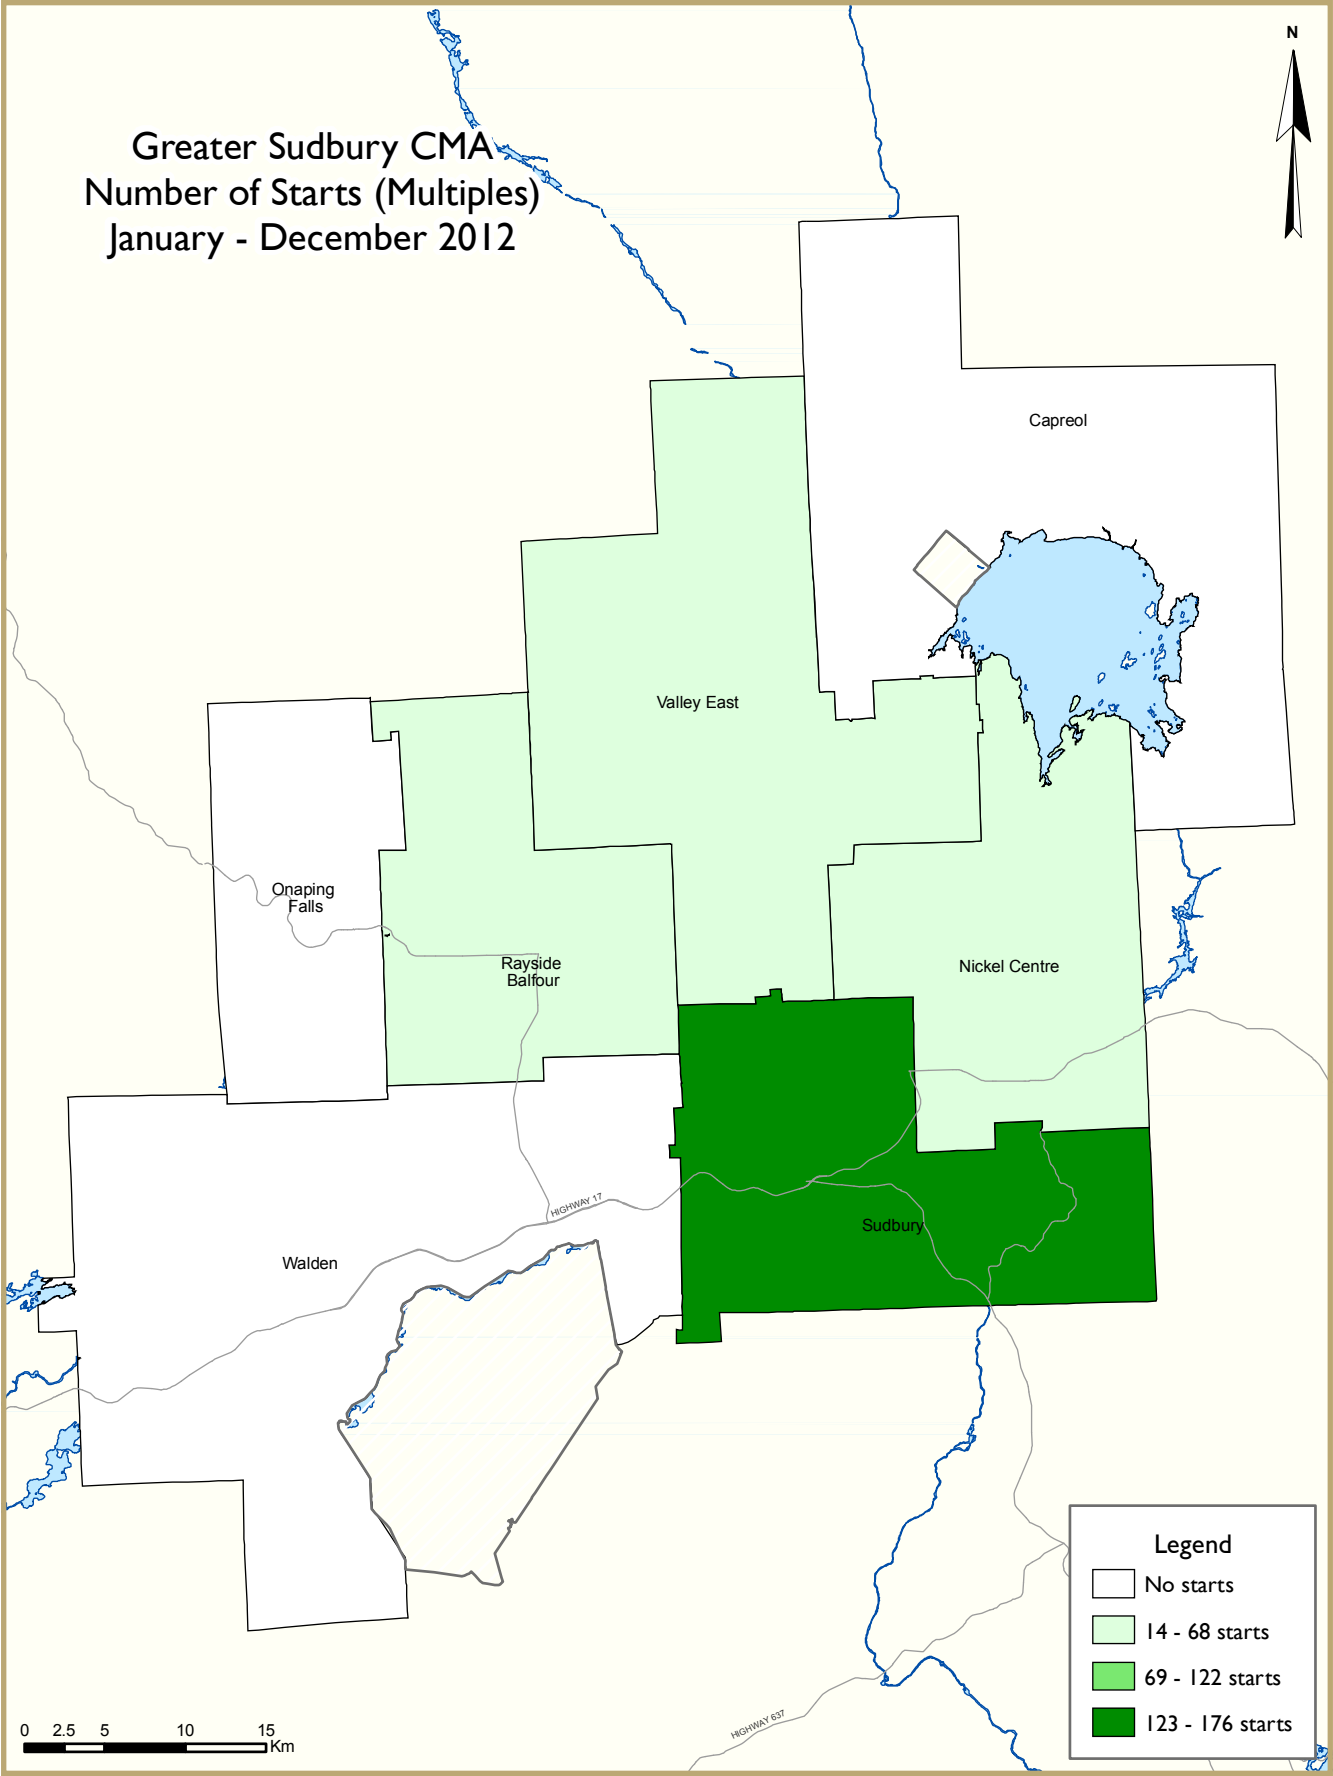 N
Greater Sudbury CMA
Number of Starts (Multiples)
January - December 2012
Capreol
Valley East
Onaping
Falls
Rayside
Balfour
Nickel Centre
HIGHWAY 17
Sudbury
Walden
HIGHWAY 637
Legend
No starts
14 - 68 starts
69 - 122 starts
123 - 176 starts
0 2.5 5 10 15
Km